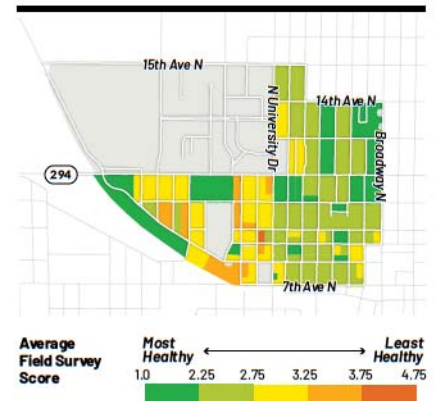 15th Ave N
N University Dr
14th Ave N
Broadway N
294
7th Ave N
Average
Field Survey
Score
Most
Healthy
Least
Healthy
1.0 2.25 2.75 3.25 3.75 4.75